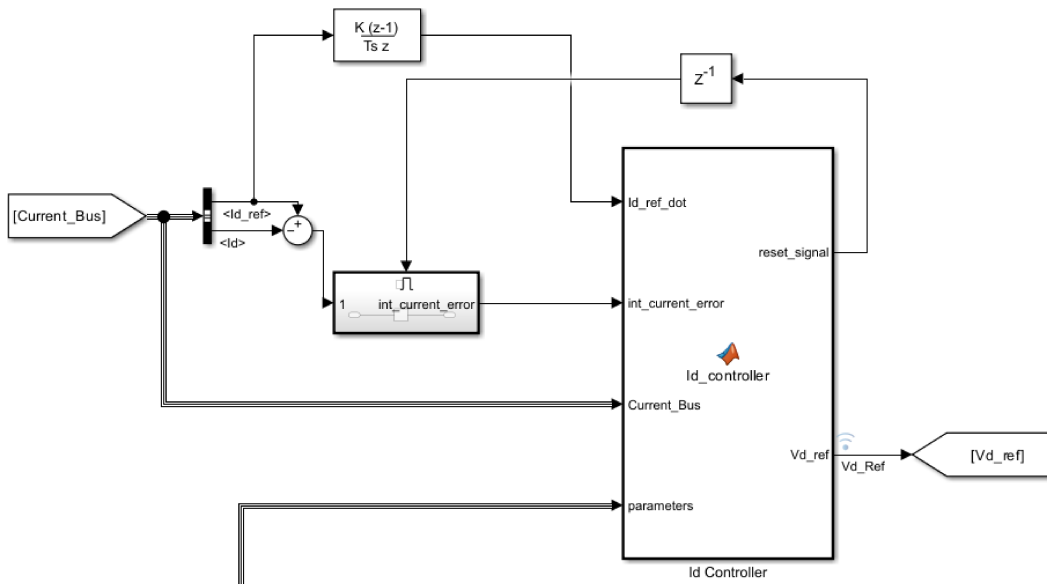 K (z-1)
Ts z
z-1
[Current_Bus]
<Id_ref>
<Id>
+
−
1
int_current_error
Id_ref_dot
reset_signal
int_current_error
Id_controller
Current_Bus
Vd_ref
Vd_Ref
[Vd_ref]
parameters
Id Controller